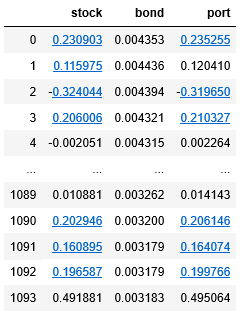 stock bond port
0 0.230903 0.004353 0.235255
1 0.115975 0.004436 0.120410
2 -0.324044 0.004394 -0.319650
3 0.206006 0.004321 0.210327
4 -0.002051 0.004315 0.002264
... ... ... ...
1089 0.010881 0.003262 0.014143
1090 0.202946 0.003200 0.206146
1091 0.160895 0.003179 0.164074
1092 0.196587 0.003179 0.199766
1093 0.491881 0.003183 0.495064